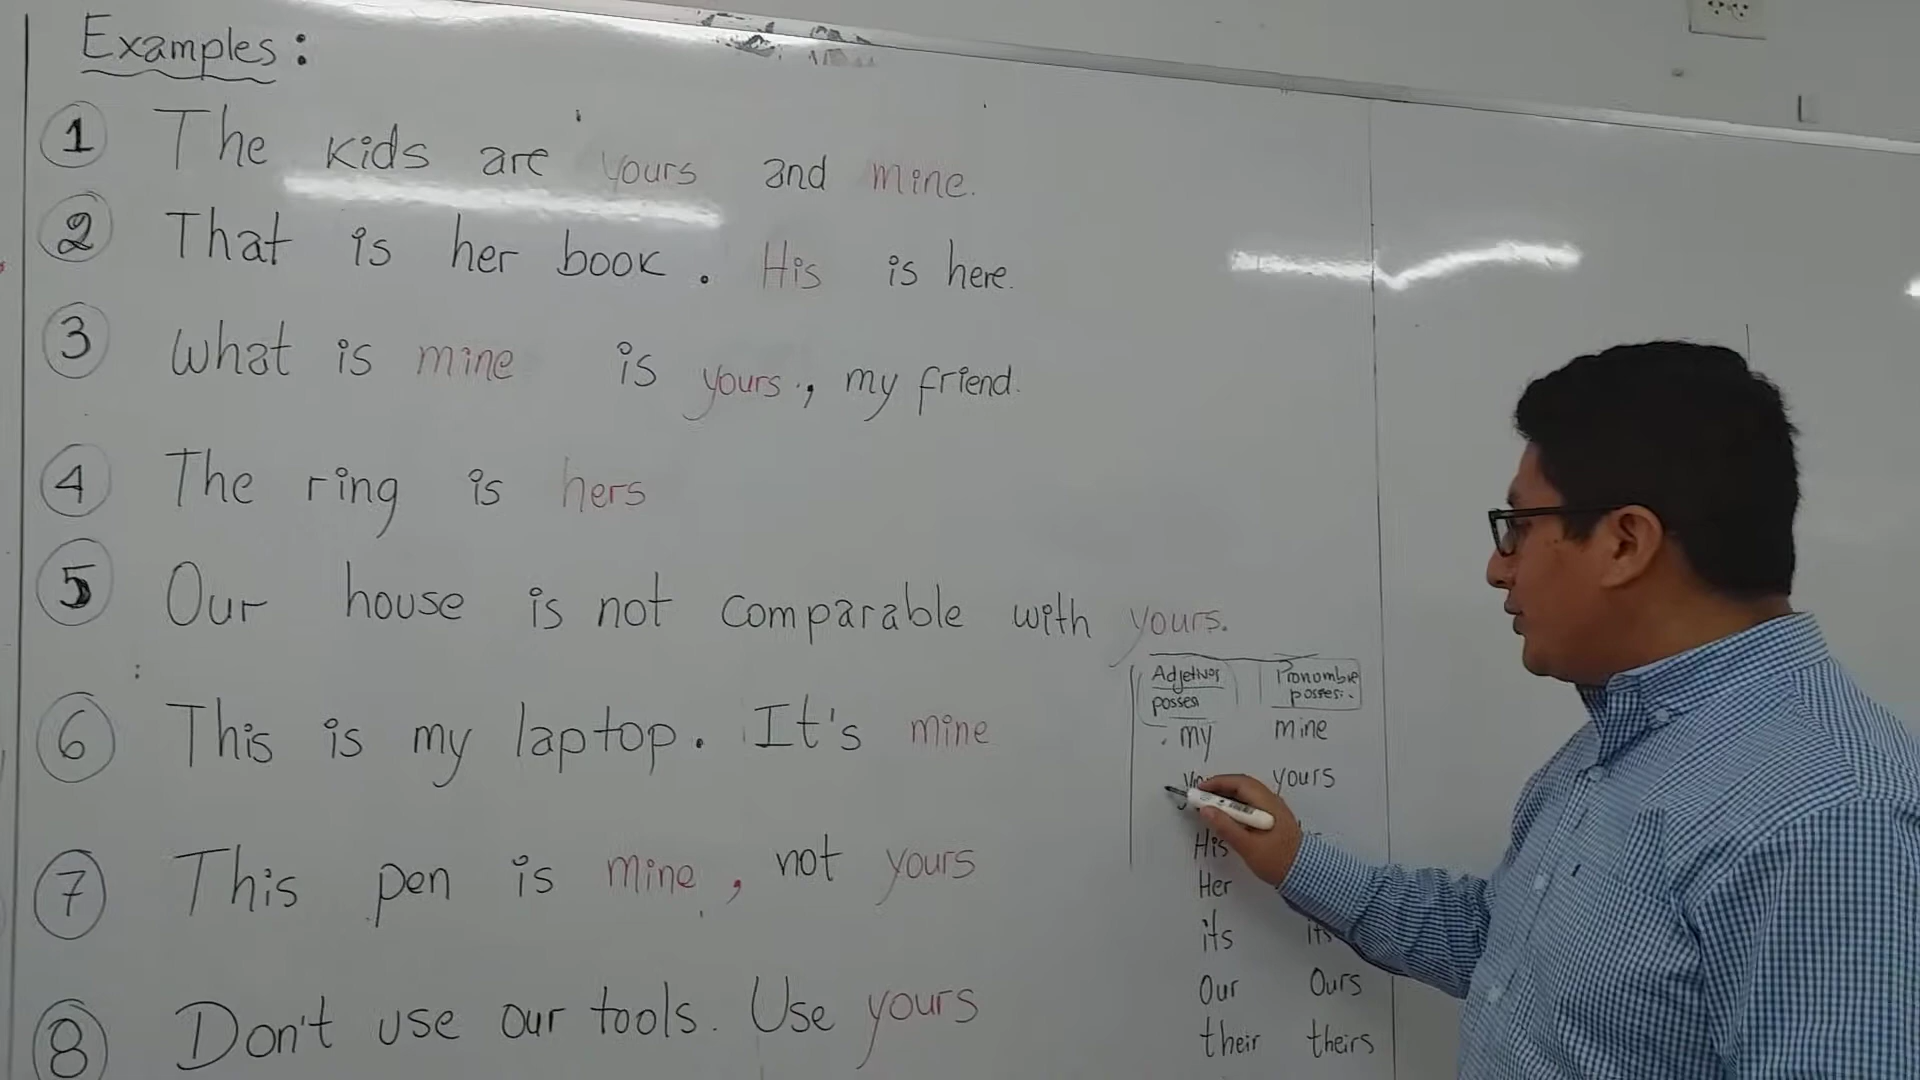 Examples:
1 The kids are yours and mine.
2 That is her book. His is here.
3 What is mine is yours, my friend.
4 The ring is hers
5 Our house is not comparable with yours.
6 This is my laptop. It's mine
7 This pen is mine, not yours
8 Don't use our tools. Use yours
Adjetivos Pronombre
posses posses.
my mine
yours
His
Her
its its
Our Ours
their theirs